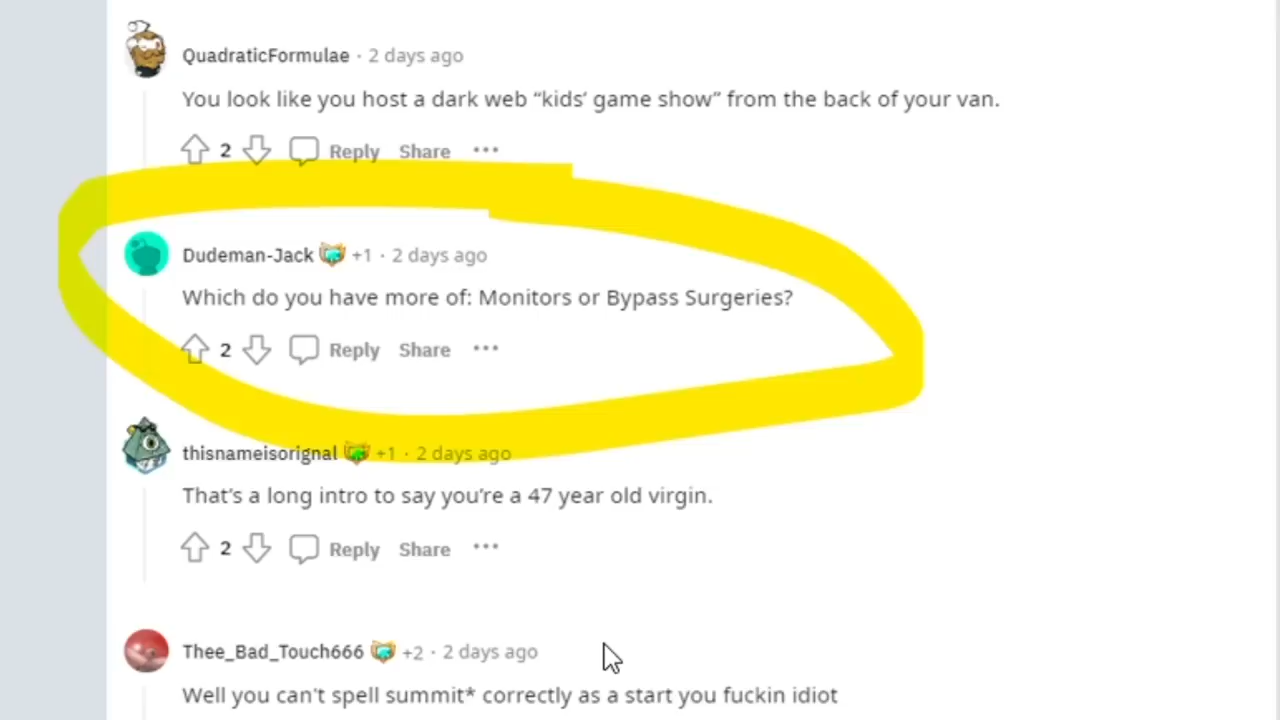 QuadraticFormulae · 2 days ago
You look like you host a dark web “kids’ game show” from the back of your van.
2 Reply Share ···
Dudeman-Jack +1 · 2 days ago
Which do you have more of: Monitors or Bypass Surgeries?
2 Reply Share ···
thisnameisorignal +1 · 2 days ago
That's a long intro to say you're a 47 year old virgin.
2 Reply Share ···
Thee_Bad_Touch666 +2 · 2 days ago
Well you can't spell summit* correctly as a start you fuckin idiot